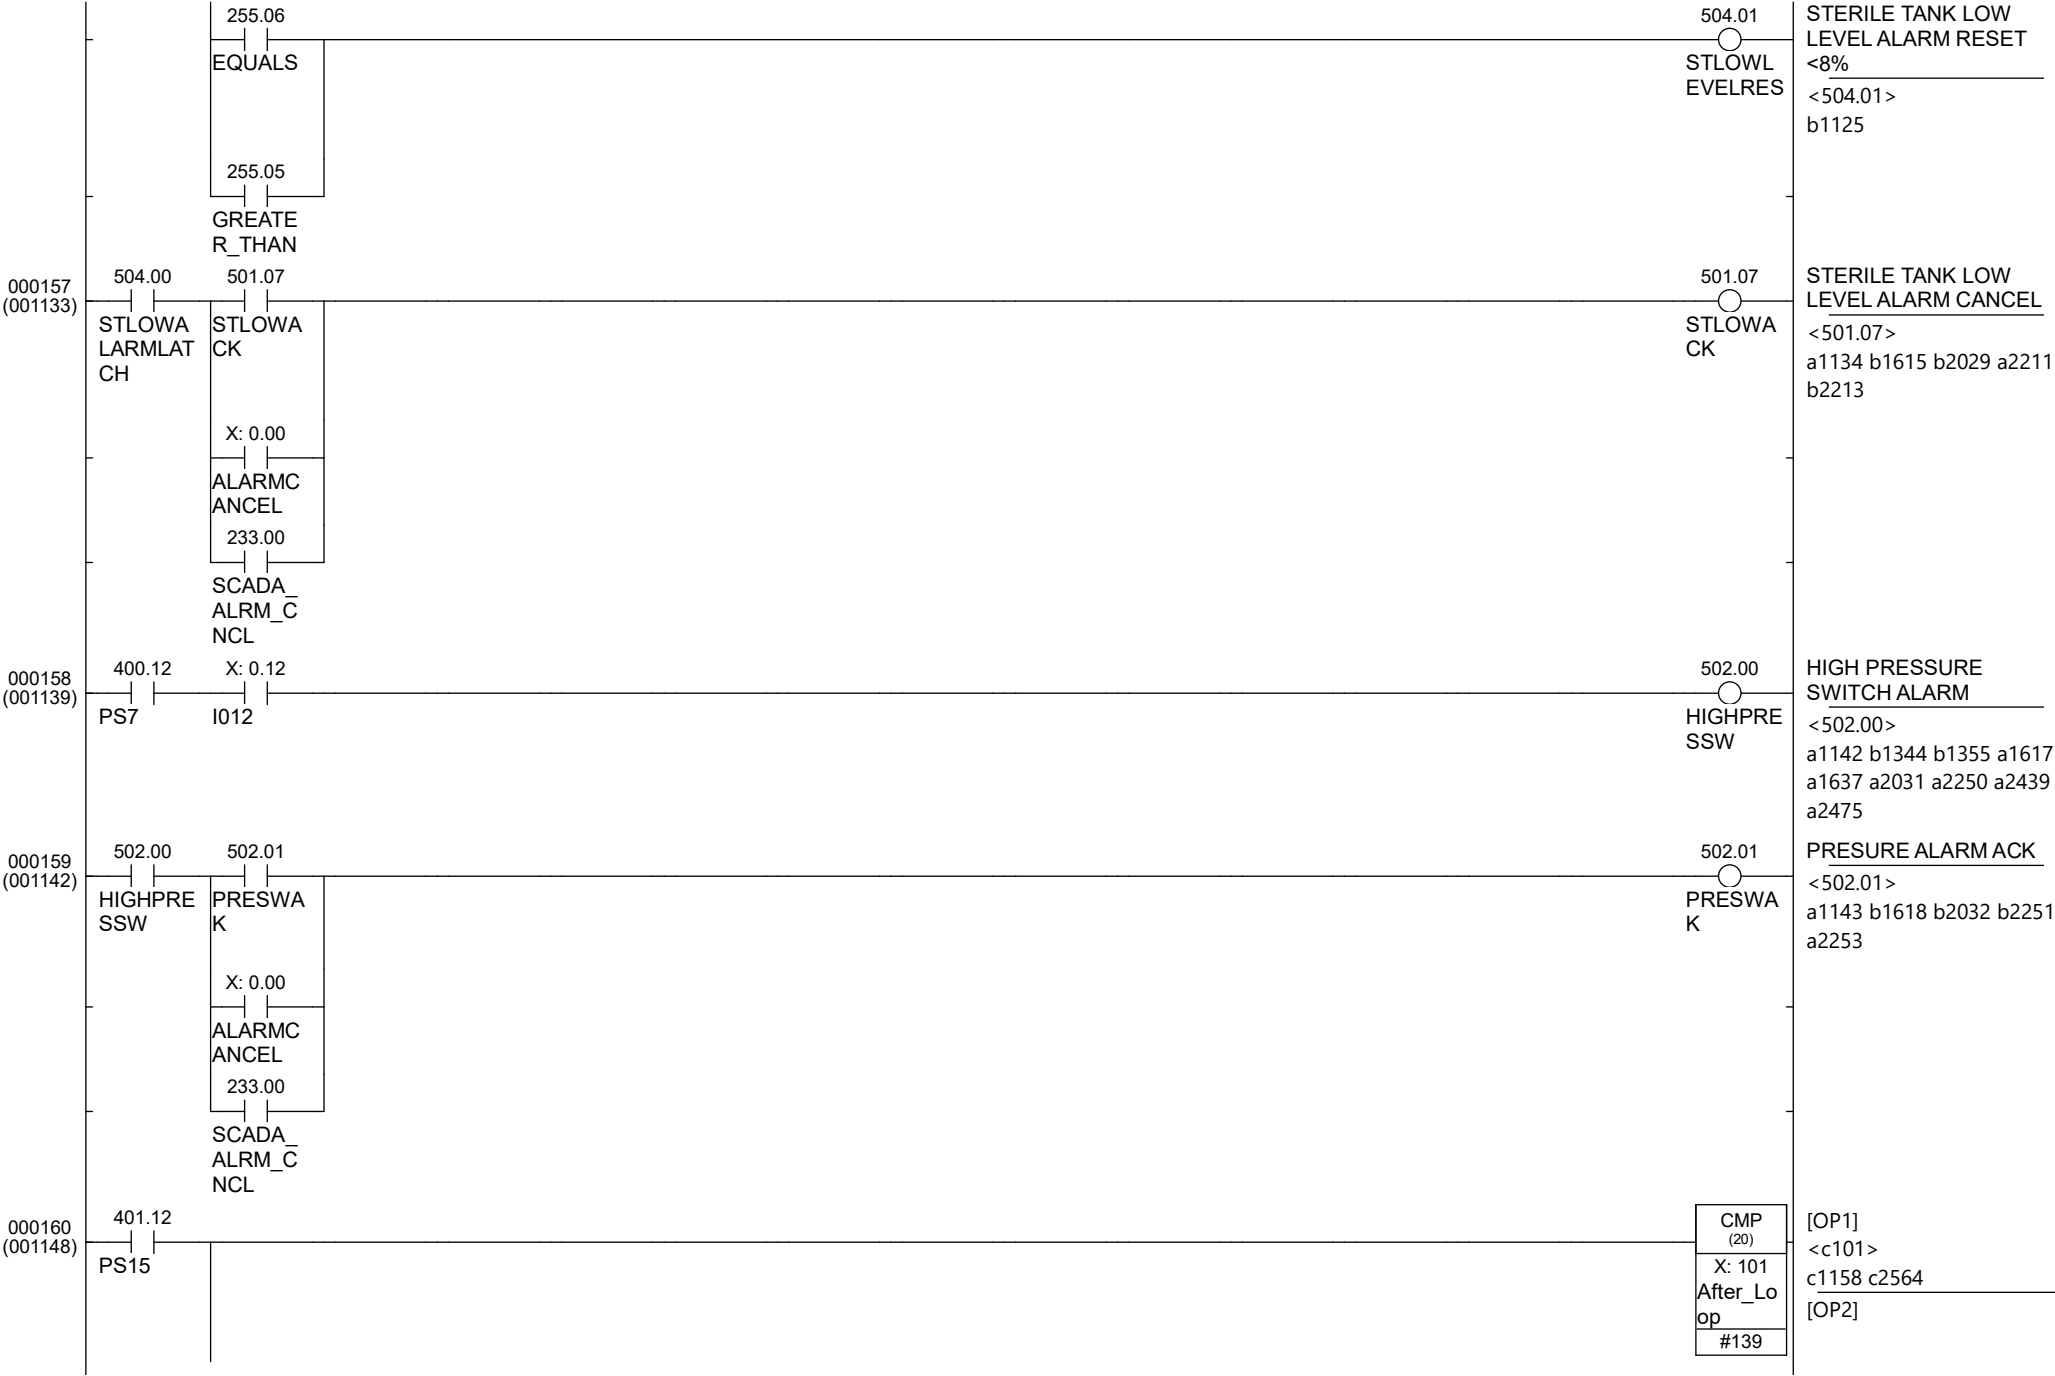 255.06
504.01
STERILE TANK LOW
LEVEL ALARM RESET
<8%
EQUALS
STLOWL
EVELRES
<504.01>
b1125
255.05
GREATE
R_THAN
000157
(001133)
504.00
501.07
501.07
STERILE TANK LOW
LEVEL ALARM CANCEL
STLOWA
LARMLAT
CH
STLOWA
CK
STLOWA
CK
<501.07>
a1134 b1615 b2029 a2211
b2213
X: 0.00
ALARMC
ANCEL
233.00
SCADA_
ALRM_C
NCL
000158
(001139)
400.12
X: 0.12
502.00
HIGH PRESSURE
SWITCH ALARM
PS7
I012
HIGHPRE
SSW
<502.00>
a1142 b1344 b1355 a1617
a1637 a2031 a2250 a2439
a2475
000159
(001142)
502.00
502.01
502.01
PRESURE ALARM ACK
HIGHPRE
SSW
PRESWA
K
PRESWA
K
<502.01>
a1143 b1618 b2032 b2251
a2253
X: 0.00
ALARMC
ANCEL
233.00
SCADA_
ALRM_C
NCL
000160
(001148)
401.12
PS15
CMP
(20)
X: 101
After_Lo
op
#139
[OP1]
<c101>
c1158 c2564
[OP2]